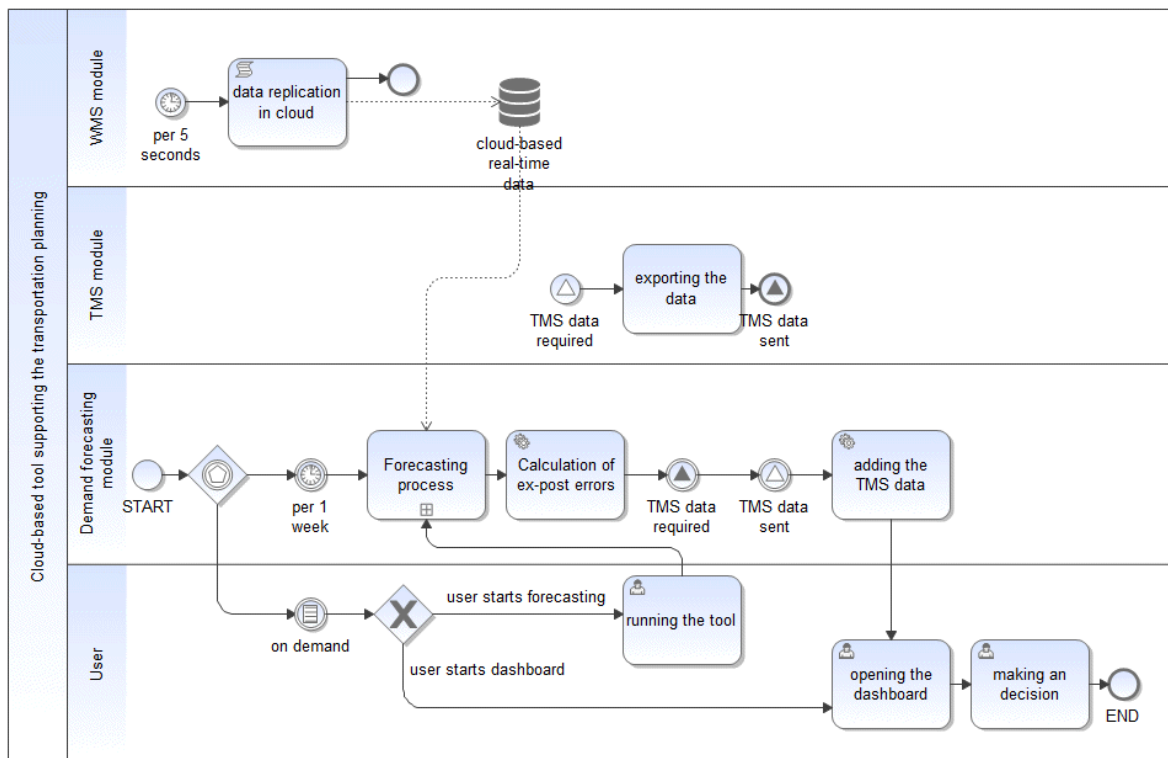 Cloud-based tool supporting the transportation planning
WMS module
data replication
in cloud
per 5
seconds
cloud-based
real-time
data
TMS module
exporting the
data
TMS data
required
TMS data
sent
Demand forecasting
module
START
per 1
week
Forecasting
process
Calculation of
ex-post errors
TMS data
required
TMS data
sent
adding the
TMS data
User
on demand
X
user starts forecasting
user starts dashboard
running the tool
opening the
dashboard
making an
decision
END